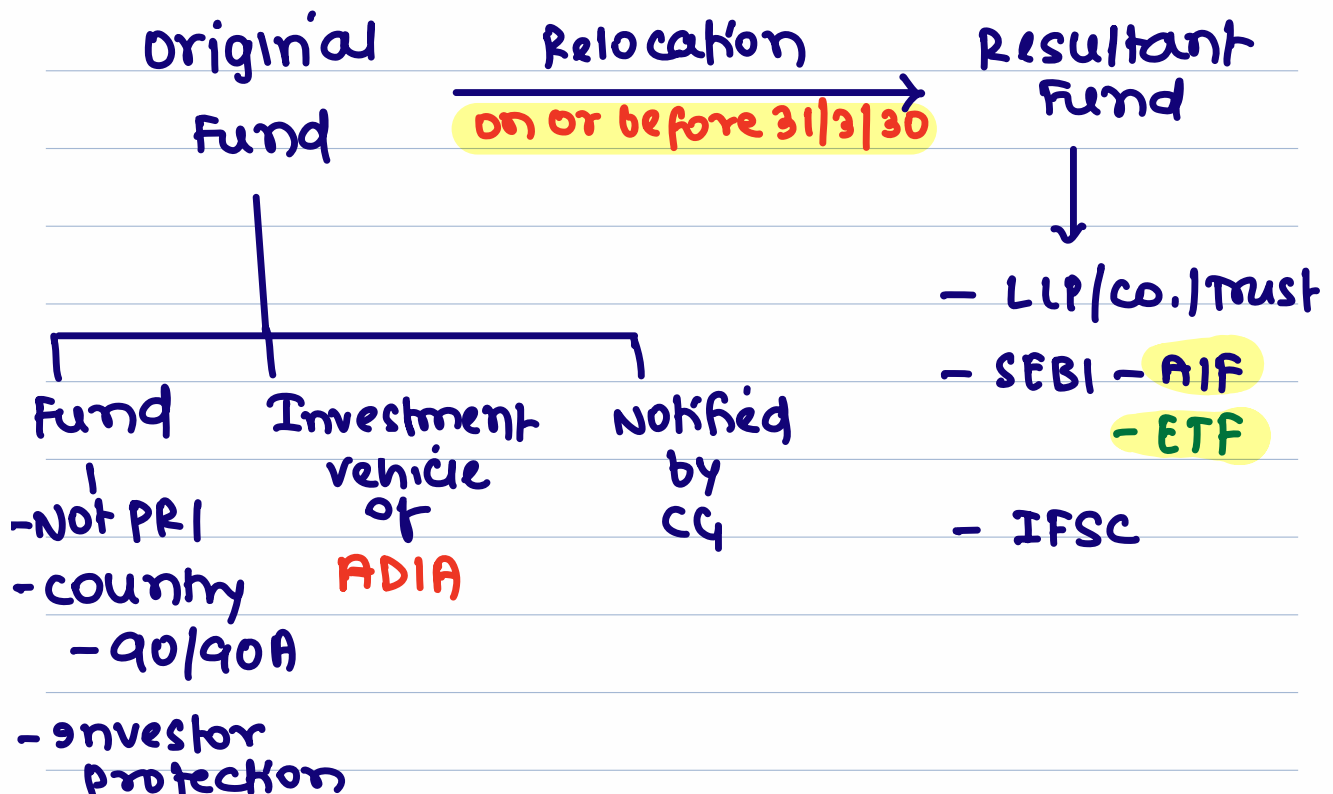 Original
Fund
Relocation
on or before 31/3/30
Resultant
Fund
- LLP/Co./Trust
- SEBI - AIF
- ETF
- IFSC
Fund
- Not PRI
- Country
- 90/90A
- Investor
protection
Investment
vehicle
of
ADIA
Notified
by
CG